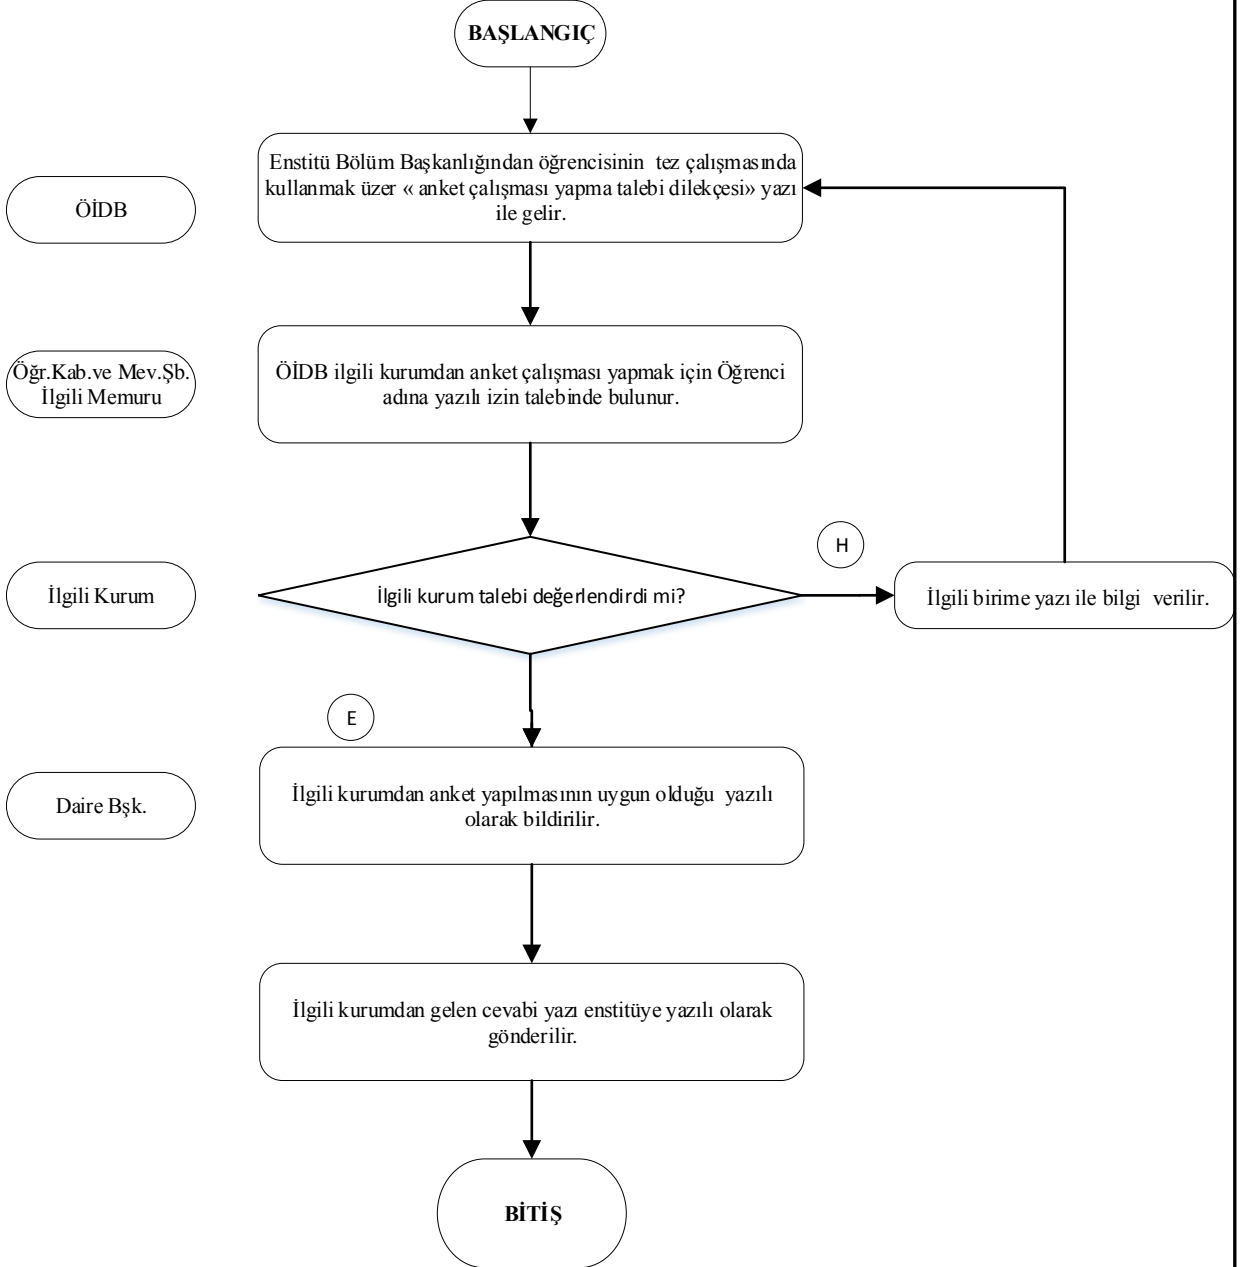 BAŞLANGIÇ
Enstitü Bölüm Başkanlığından öğrencisinin tez çalışmasında
kullanmak üzer « anket çalışması yapma talebi dilekçesi» yazı
ile gelir.
ÖİDB
Öğr.Kab.ve Mev.Şb.
İlgili Memuru
ÖİDB ilgili kurumdan anket çalışması yapmak için Öğrenci
adına yazılı izin talebinde bulunur.
H
İlgili Kurum
İlgili kurum talebi değerlendirdi mi?
İlgili birime yazı ile bilgi verilir.
E
Daire Bşk.
İlgili kurumdan anket yapılmasının uygun olduğu yazılı
olarak bildirilir.
İlgili kurumdan gelen cevabi yazı enstitüye yazılı olarak
gönderilir.
BİTİŞ